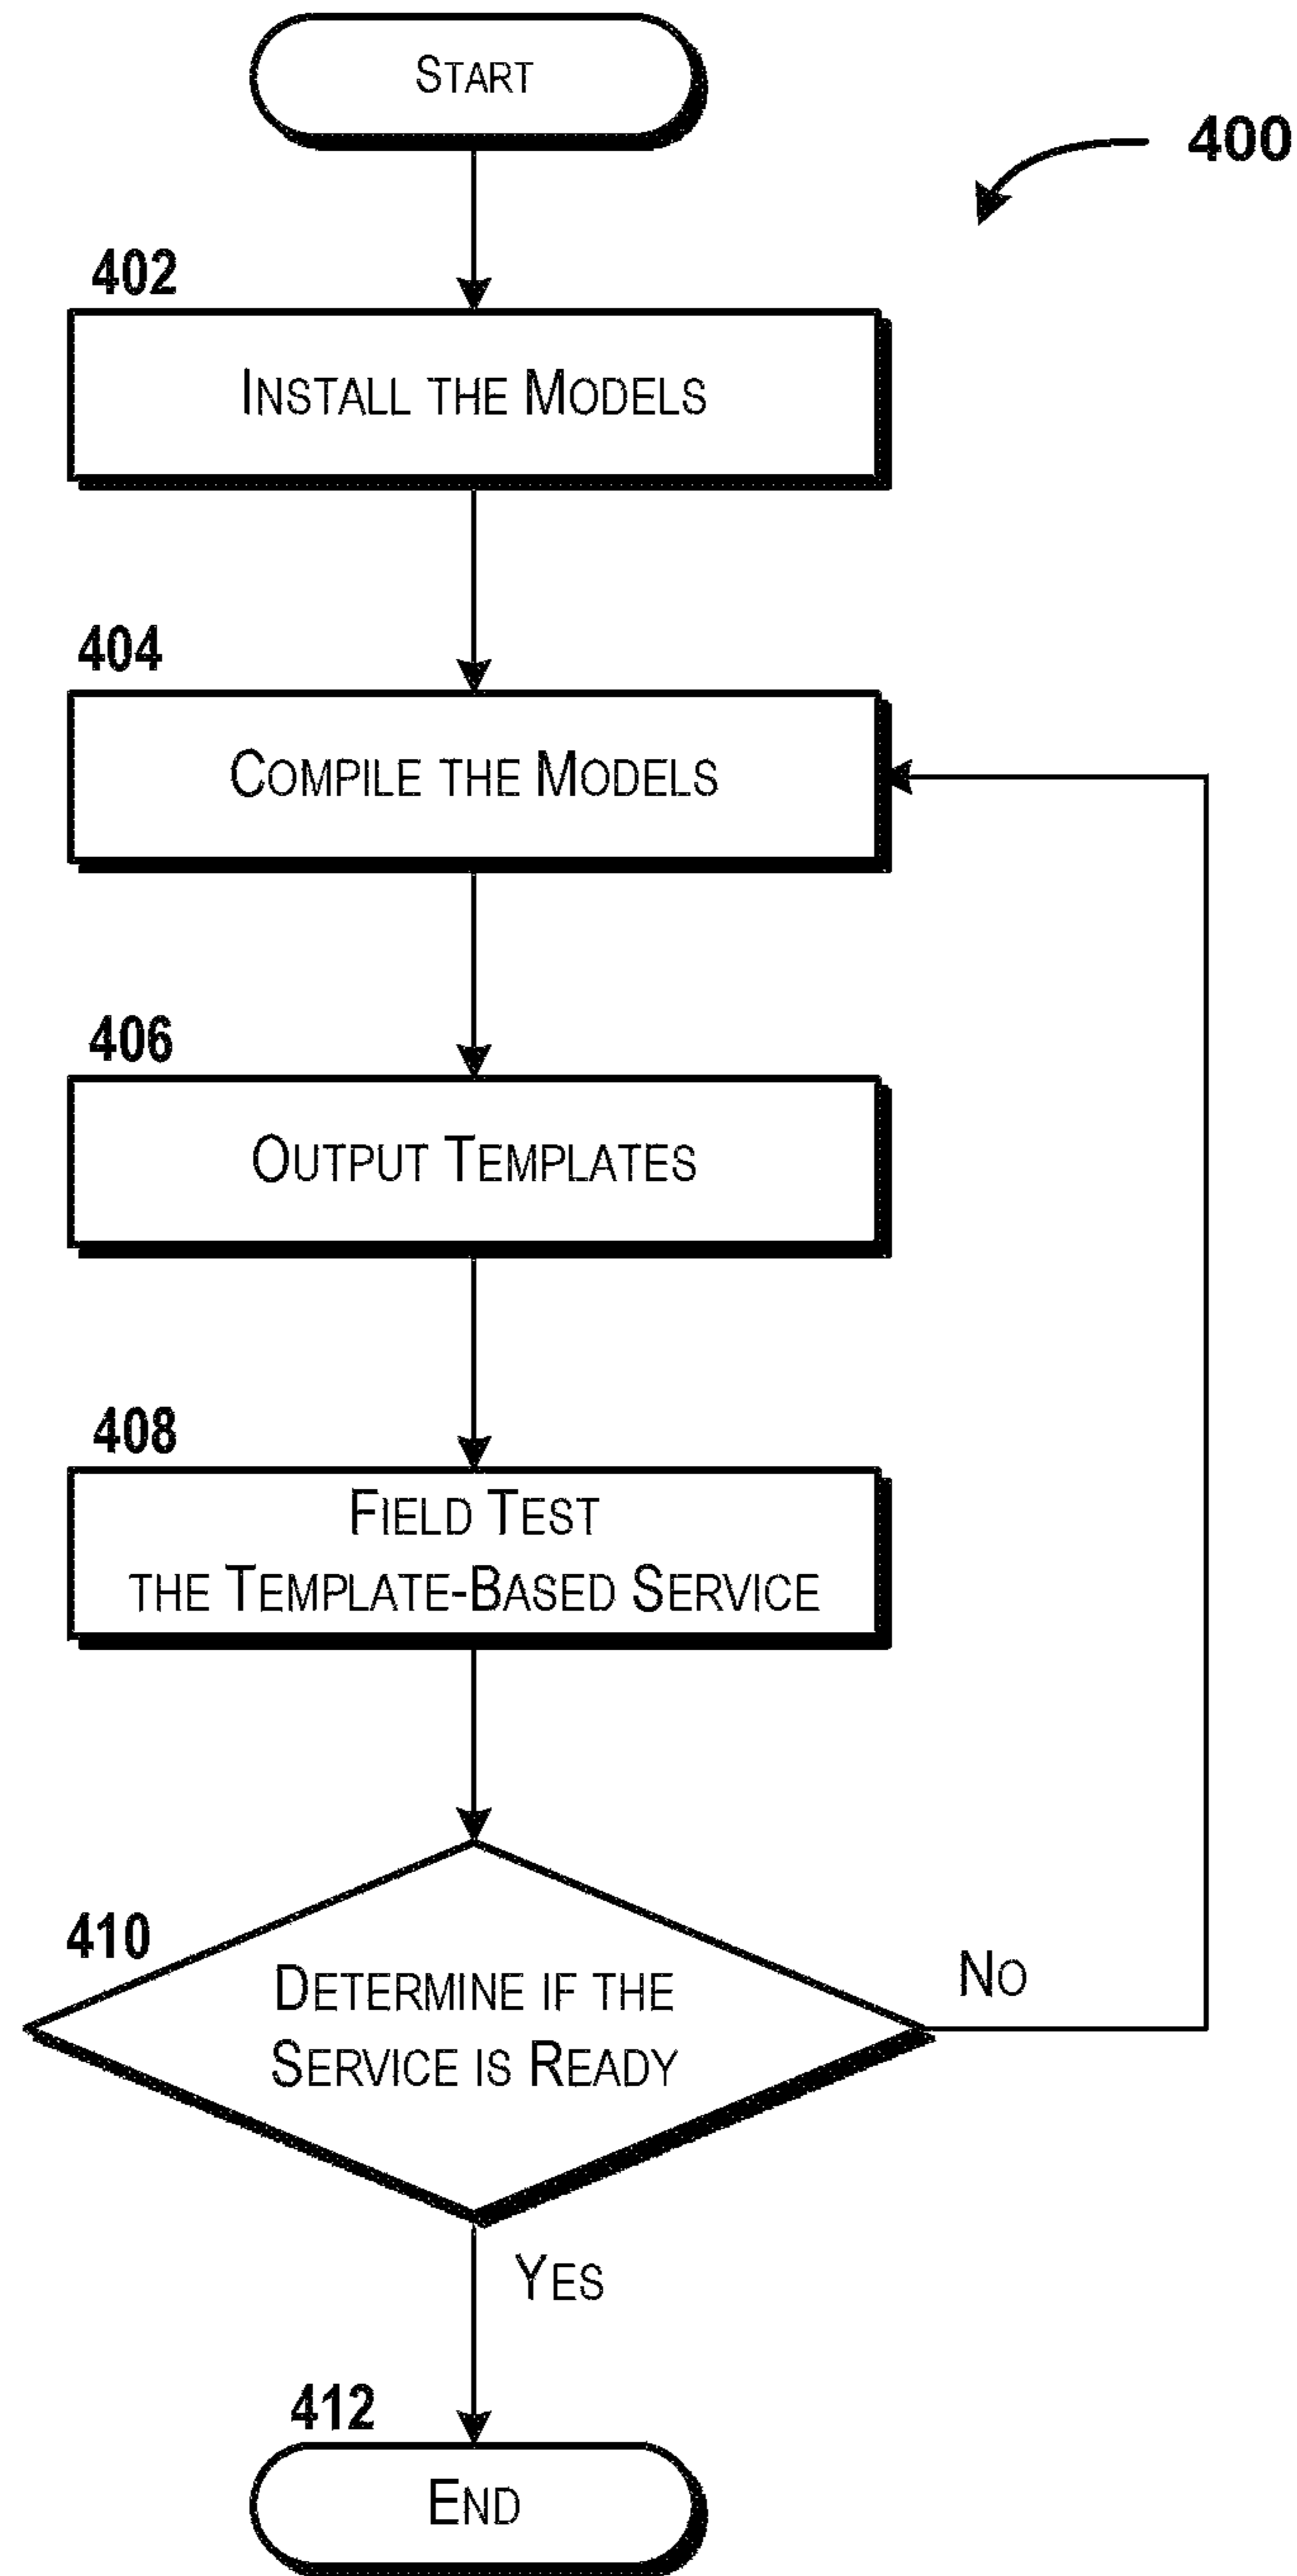 START
400
402
INSTALL THE MODELS
404
COMPILE THE MODELS
406
OUTPUT TEMPLATES
408
FIELD TEST
THE TEMPLATE-BASED SERVICE
410
DETERMINE IF THE
SERVICE IS READY
NO
YES
412
END